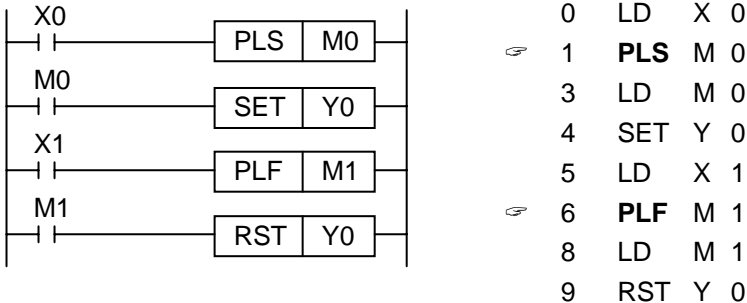 X0
PLS M0
M0
SET Y0
X1
PLF M1
M1
RST Y0
0 LD X 0
☞ 1 PLS M 0
3 LD M 0
4 SET Y 0
5 LD X 1
☞ 6 PLF M 1
8 LD M 1
9 RST Y 0